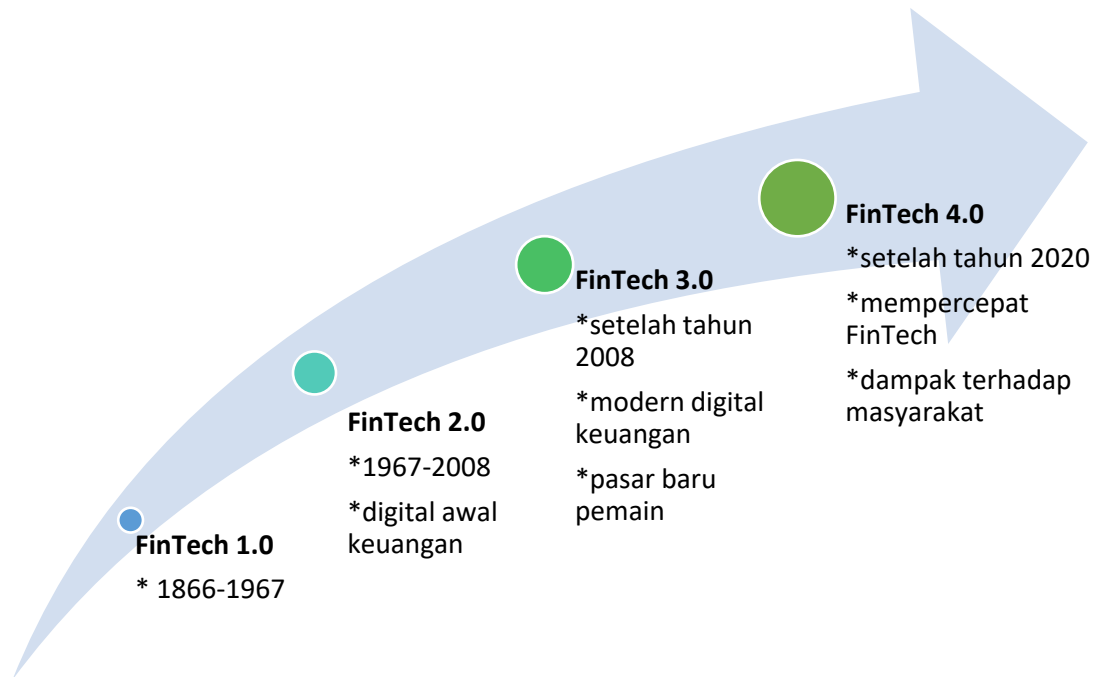 FinTech 1.0
* 1866-1967
FinTech 2.0
*1967-2008
*digital awal
keuangan
FinTech 3.0
*setelah tahun
2008
*modern digital
keuangan
*pasar baru
pemain
FinTech 4.0
*setelah tahun 2020
*mempercepat
FinTech
*dampak terhadap
masyarakat